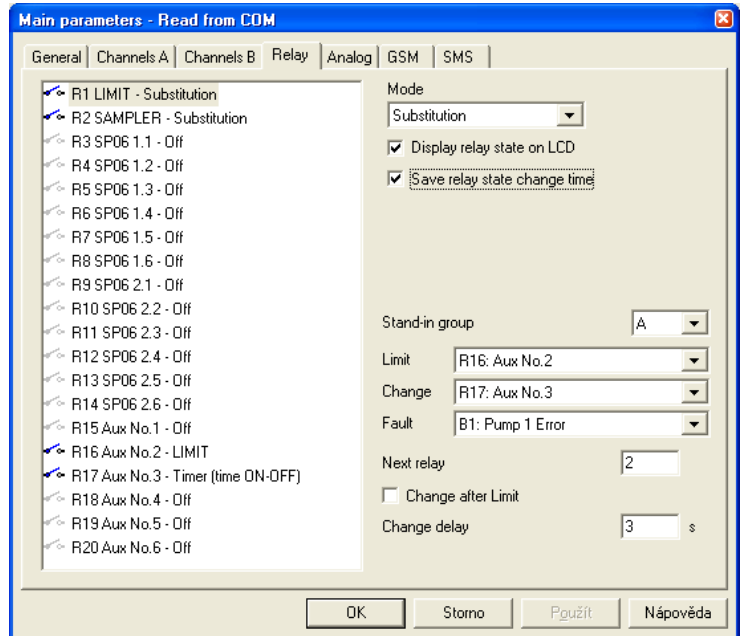 Main parameters - Read from COM
General Channels A Channels B Relay Analog GSM SMS
R1 LIMIT - Substitution
R2 SAMPLER - Substitution
R3 SP06 1.1 - Off
R4 SP06 1.2 - Off
R5 SP06 1.3 - Off
R6 SP06 1.4 - Off
R7 SP06 1.5 - Off
R8 SP06 1.6 - Off
R9 SP06 2.1 - Off
R10 SP06 2.2 - Off
R11 SP06 2.3 - Off
R12 SP06 2.4 - Off
R13 SP06 2.5 - Off
R14 SP06 2.6 - Off
R15 Aux No.1 - Off
R16 Aux No.2 - LIMIT
R17 Aux No.3 - Timer (time ON-OFF)
R18 Aux No.4 - Off
R19 Aux No.5 - Off
R20 Aux No.6 - Off
Mode
Substitution
Display relay state on LCD
Save relay state change time
Stand-in group A
Limit R16: Aux No.2
Change R17: Aux No.3
Fault B1: Pump 1 Error
Next relay 2
Change after Limit
Change delay 3 s
OK Storno Použít Nápověda